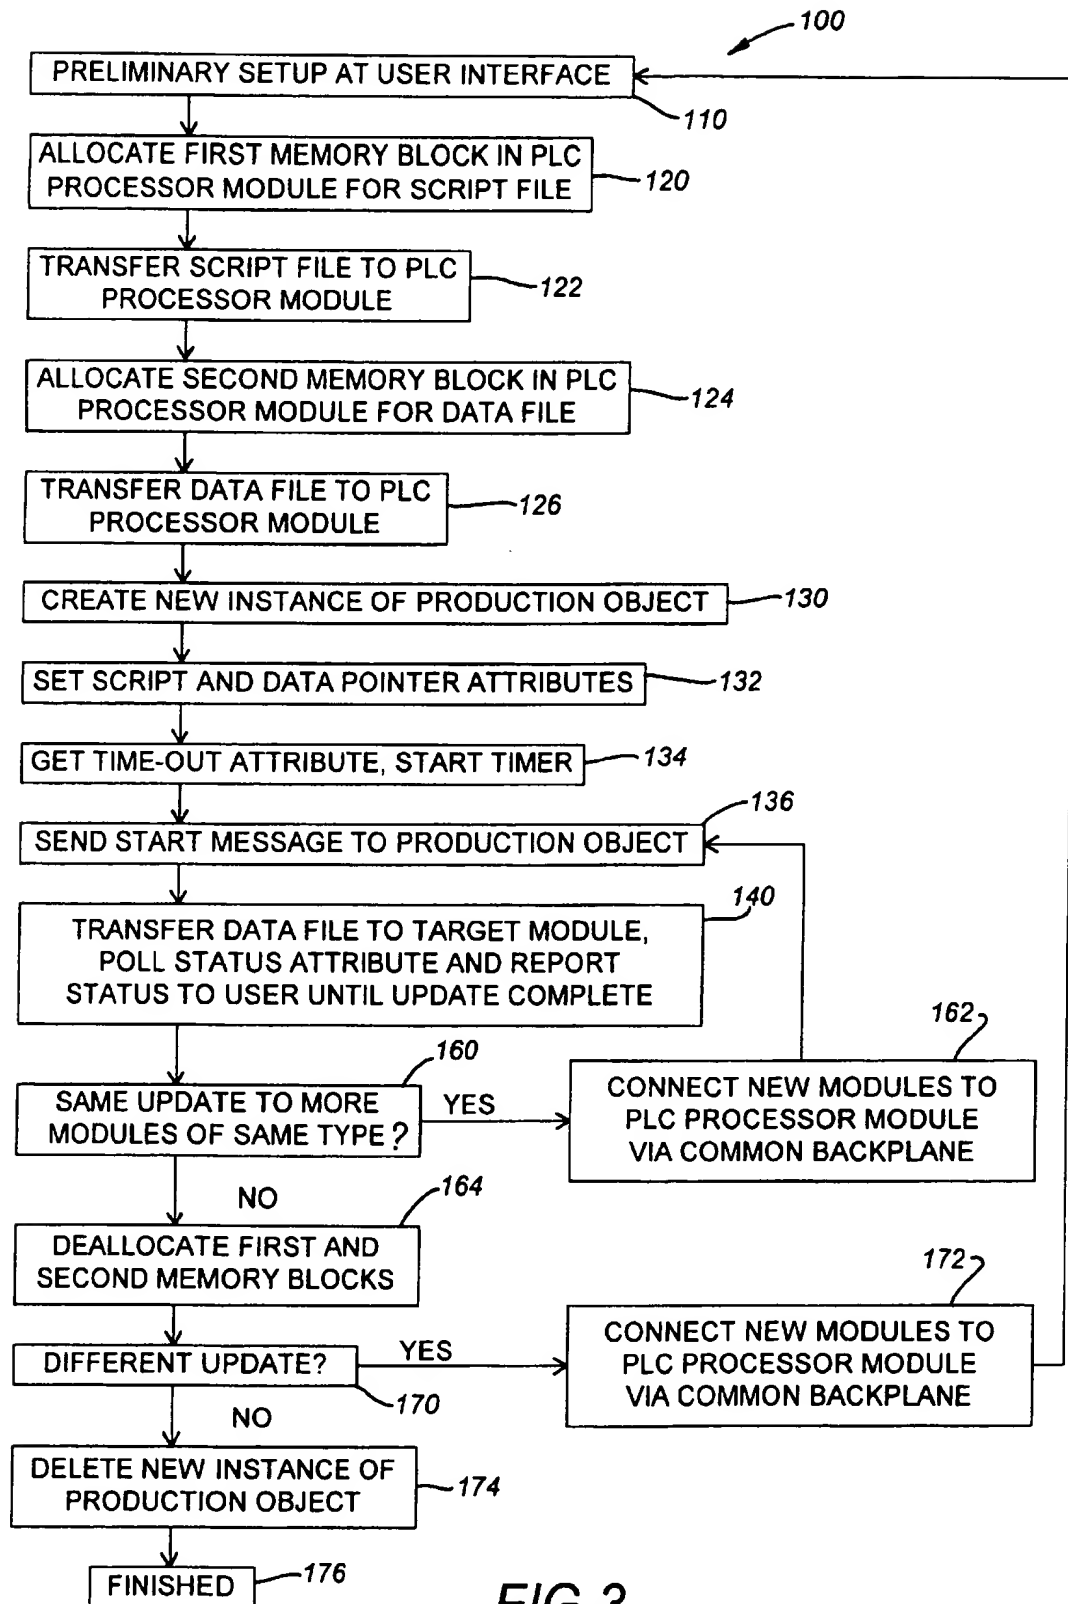 100
PRELIMINARY SETUP AT USER INTERFACE
110
ALLOCATE FIRST MEMORY BLOCK IN PLC
PROCESSOR MODULE FOR SCRIPT FILE
120
TRANSFER SCRIPT FILE TO PLC
PROCESSOR MODULE
122
ALLOCATE SECOND MEMORY BLOCK IN PLC
PROCESSOR MODULE FOR DATA FILE
124
TRANSFER DATA FILE TO PLC
PROCESSOR MODULE
126
CREATE NEW INSTANCE OF PRODUCTION OBJECT
130
SET SCRIPT AND DATA POINTER ATTRIBUTES
132
GET TIME-OUT ATTRIBUTE, START TIMER
134
SEND START MESSAGE TO PRODUCTION OBJECT
136
TRANSFER DATA FILE TO TARGET MODULE,
POLL STATUS ATTRIBUTE AND REPORT
STATUS TO USER UNTIL UPDATE COMPLETE
140
SAME UPDATE TO MORE
MODULES OF SAME TYPE?
160
YES
CONNECT NEW MODULES TO
PLC PROCESSOR MODULE
VIA COMMON BACKPLANE
162
NO
DEALLOCATE FIRST AND
SECOND MEMORY BLOCKS
164
DIFFERENT UPDATE?
170
YES
CONNECT NEW MODULES TO
PLC PROCESSOR MODULE
VIA COMMON BACKPLANE
172
NO
DELETE NEW INSTANCE OF
PRODUCTION OBJECT
174
FINISHED
176
FIG.3